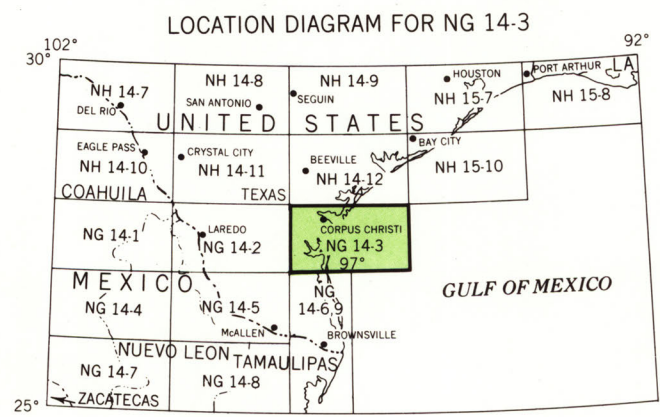 LOCATION DIAGRAM FOR NG 14-3
102°
92°
30°
NH 14-7
DEL RIO
NH 14-8
SAN ANTONIO
NH 14-9
SEGUIN
HOUSTON
NH 15-7
PORT ARTHUR
LA
NH 15-8
UNITED STATES
EAGLE PASS
NH 14-10
CRYSTAL CITY
NH 14-11
BEEVILLE
NH 14-12
BAY CITY
NH 15-10
COAHUILA
TEXAS
NG 14-1
LAREDO
NG 14-2
CORPUS CHRISTI
NG 14-3
97°
MEXICO
GULF OF MEXICO
NG 14-4
NG 14-5
NG
14-6,9
McALLEN
BROWNSVILLE
NUEVO LEON
TAMAULIPAS
NG 14-7
NG 14-8
25°
ZACATECAS